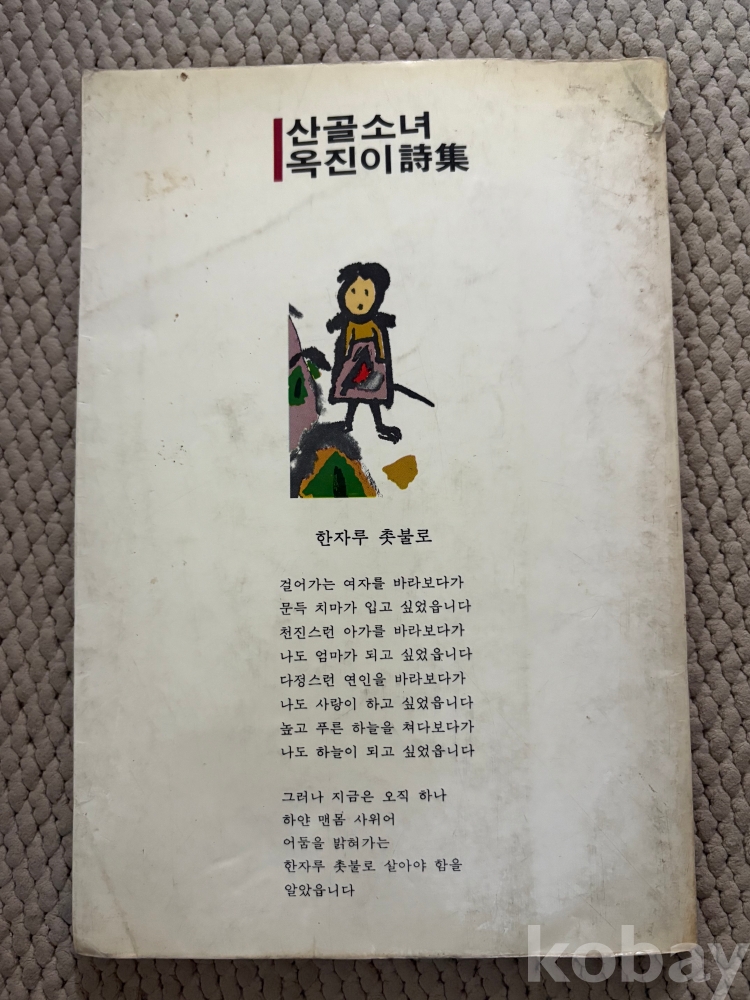 산골소녀
옥진이 詩集
한자루 촛불로
걸어가는 여자를 바라보다가
문득 치마가 입고 싶었읍니다
천진스런 아가를 바라보다가
나도 엄마가 되고 싶었읍니다
다정스런 연인을 바라보다가
나도 사랑이 하고 싶었읍니다
높고 푸른 하늘을 쳐다보다가
나도 하늘이 되고 싶었읍니다
그러나 지금은 오직 하나
하얀 맨몸 사위어
어둠을 밝혀가는
한자루 촛불로 살아야 함을
알았읍니다
kobay